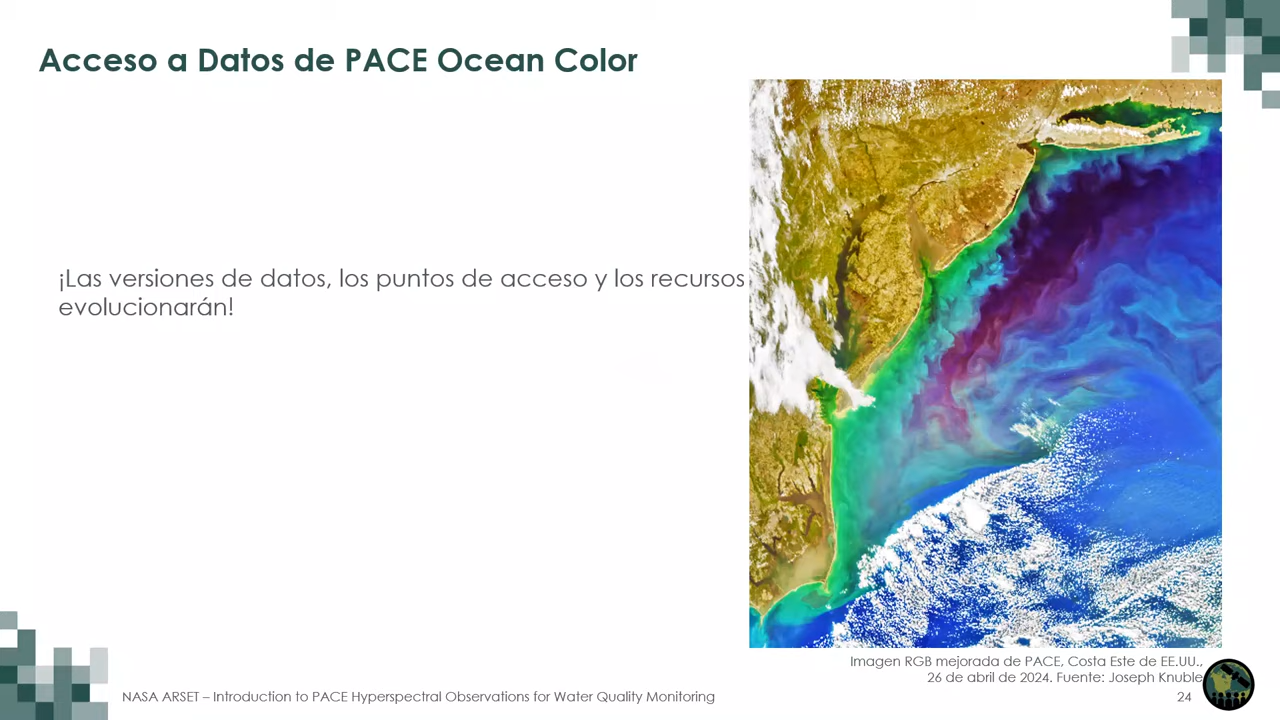 Acceso a Datos de PACE Ocean Color
¡Las versiones de datos, los puntos de acceso y los recursos
evolucionarán!
Imagen RGB mejorada de PACE, Costa Este de EE.UU.,
26 de abril de 2024. Fuente: Joseph Knuble
NASA ARSET – Introduction to PACE Hyperspectral Observations for Water Quality Monitoring
24